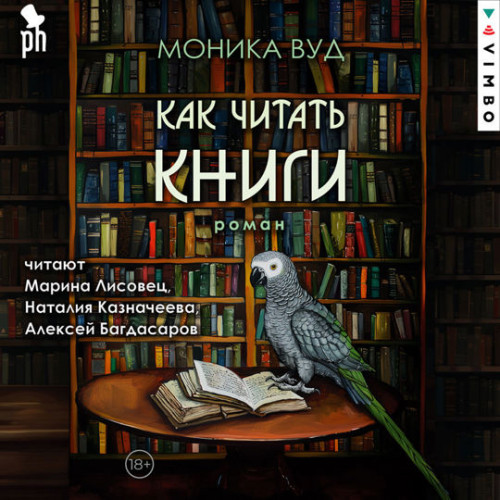 ph
VIMBO
МОНИКА ВУД
КАК ЧИТАТЬ
КНИГИ
роман
читают
Марина Лисовец,
Наталия Казначеева,
Алексей Багдасаров
18+